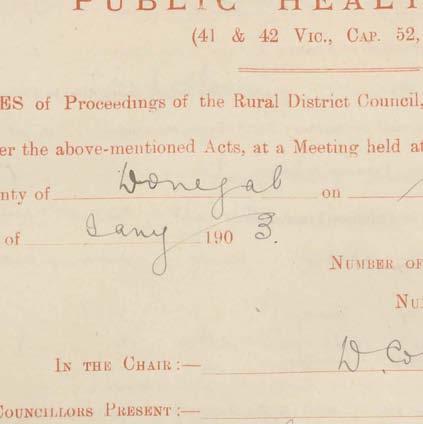 PUBLIC HEAL
(41 & 42 VIC., CAP. 52,
ES of Proceedings of the Rural District Council,
er the above-mentioned Acts, at a Meeting held at
nty of Donegal on
of Jany 1903.
NUMBER OF
NU
IN THE CHAIR:— D. Co
COUNCILLORS PRESENT:—